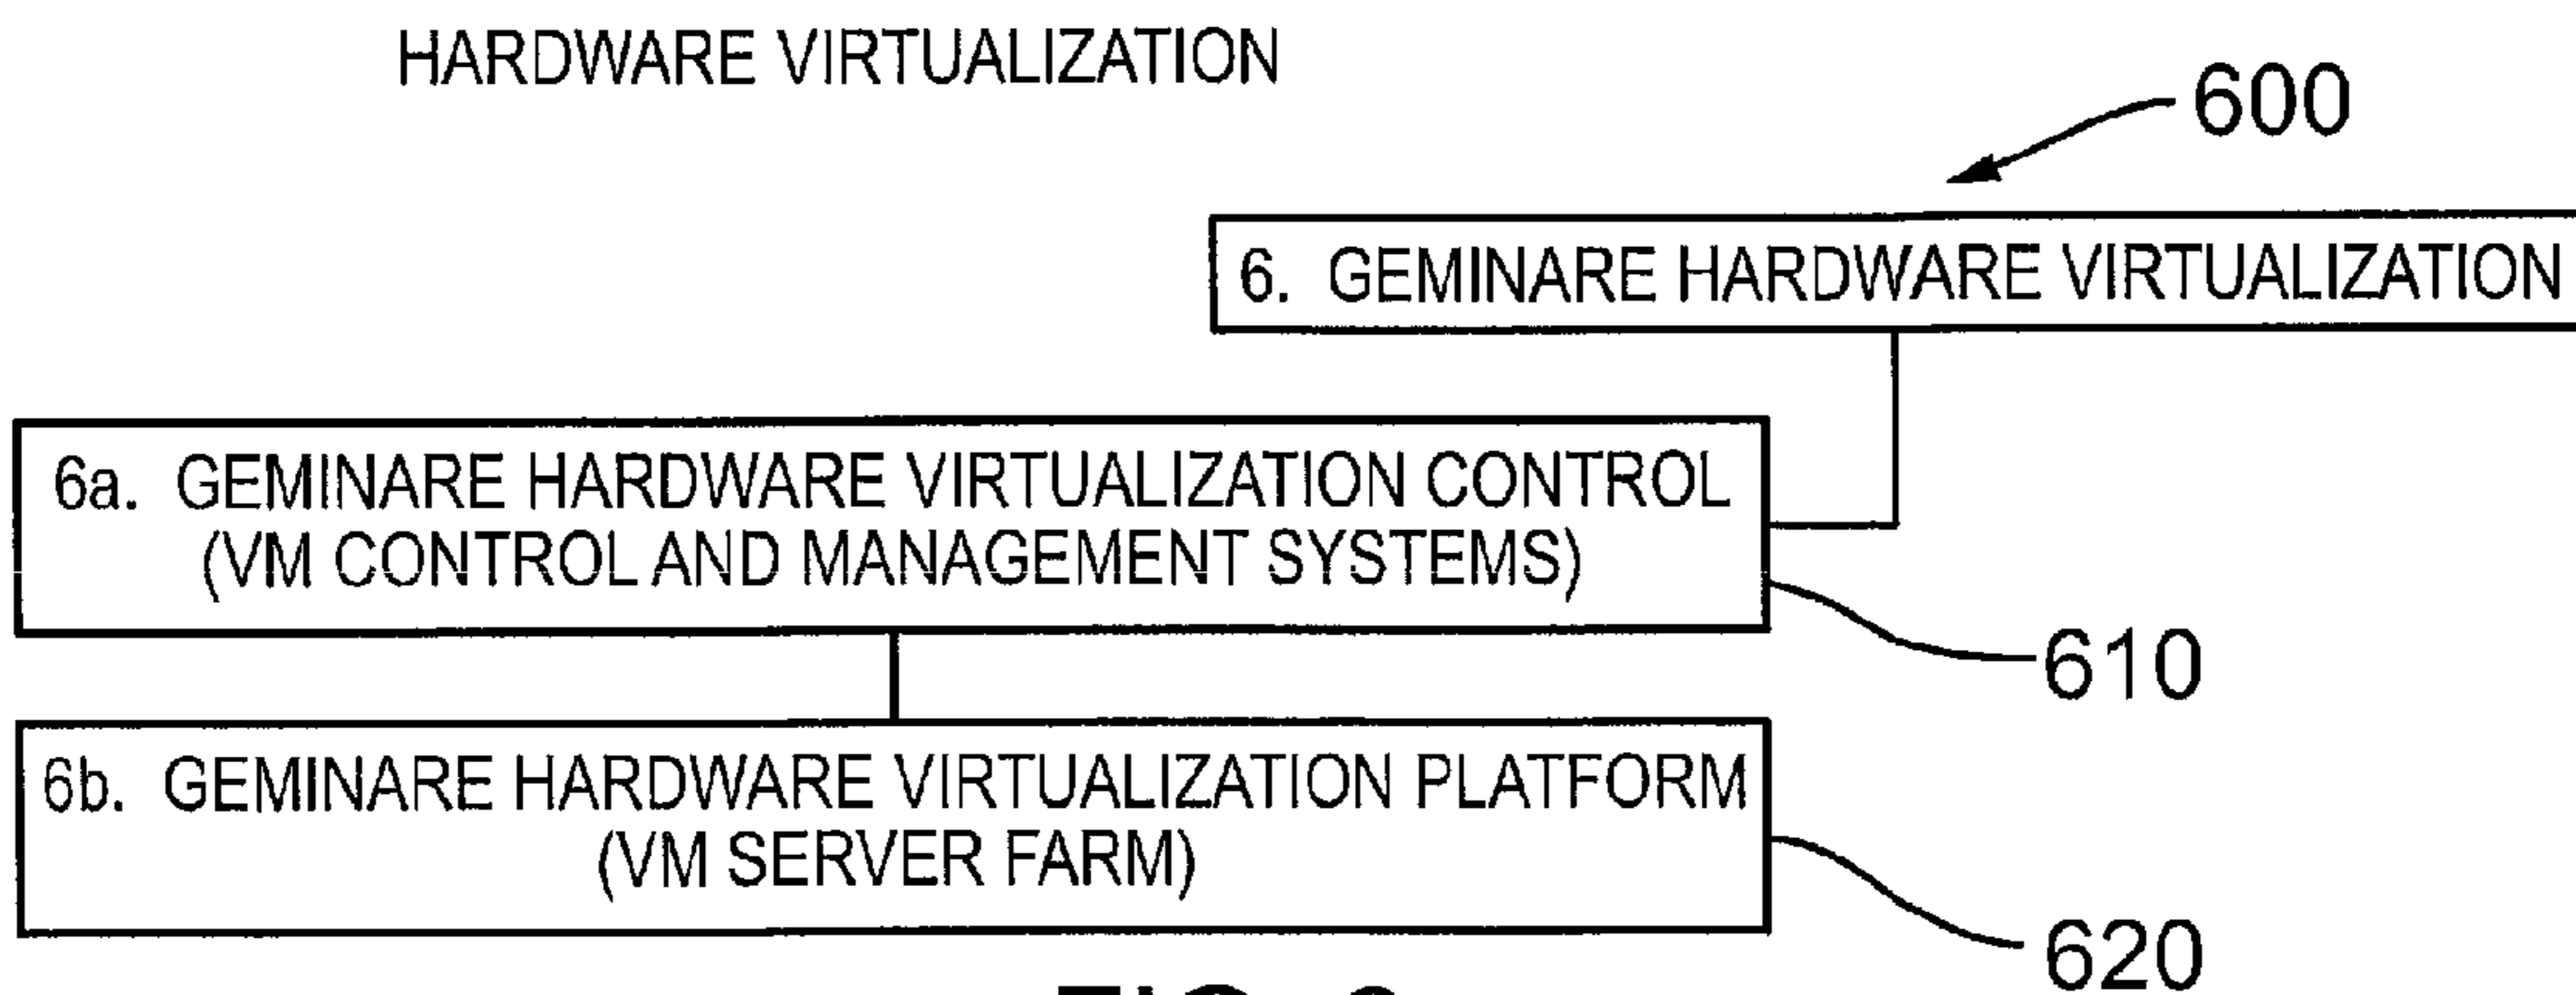 HARDWARE VIRTUALIZATION
600
6. GEMINARE HARDWARE VIRTUALIZATION
6a. GEMINARE HARDWARE VIRTUALIZATION CONTROL
(VM CONTROL AND MANAGEMENT SYSTEMS)
610
6b. GEMINARE HARDWARE VIRTUALIZATION PLATFORM
(VM SERVER FARM)
620